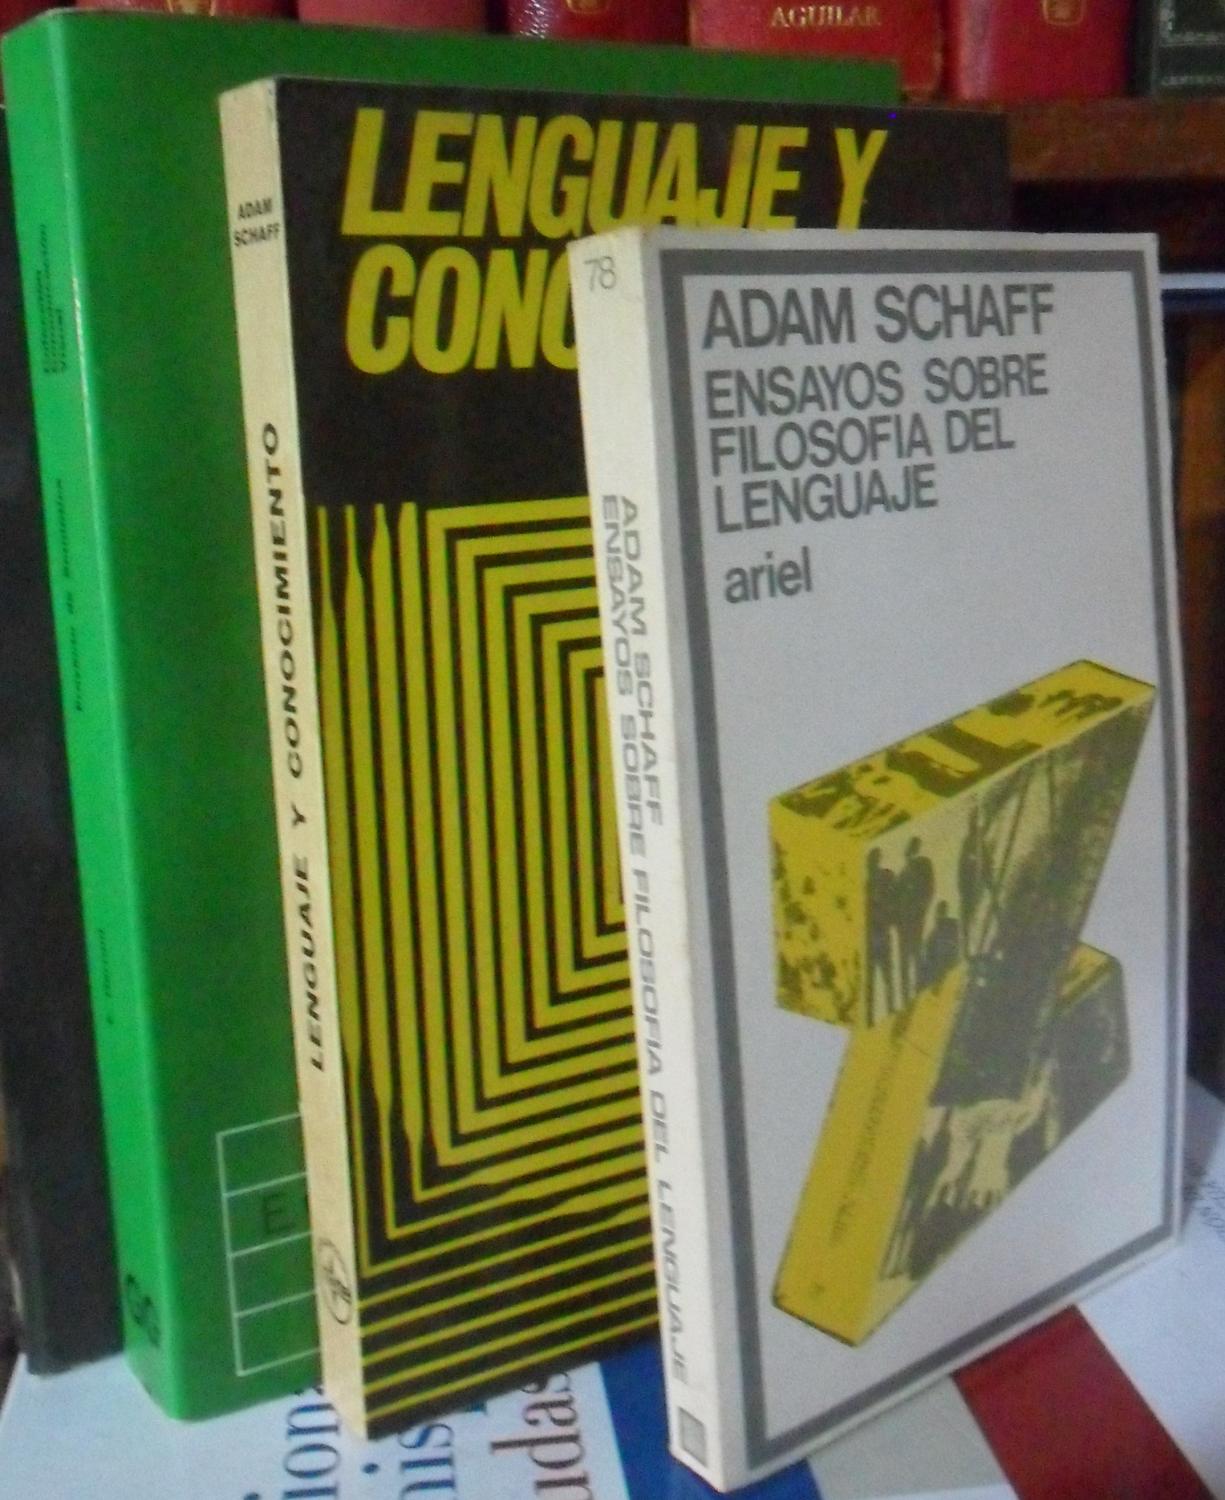 AGUILAR
LENGUAJE Y
CONO
ADAM
SCHAFF
LENGUAJE Y CONOCIMIENTO
78
ADAM SCHAFF
ENSAYOS SOBRE FILOSOFIA DEL LENGUAJE
ADAM SCHAFF
ENSAYOS SOBRE
FILOSOFIA DEL
LENGUAJE
ariel
E
GG